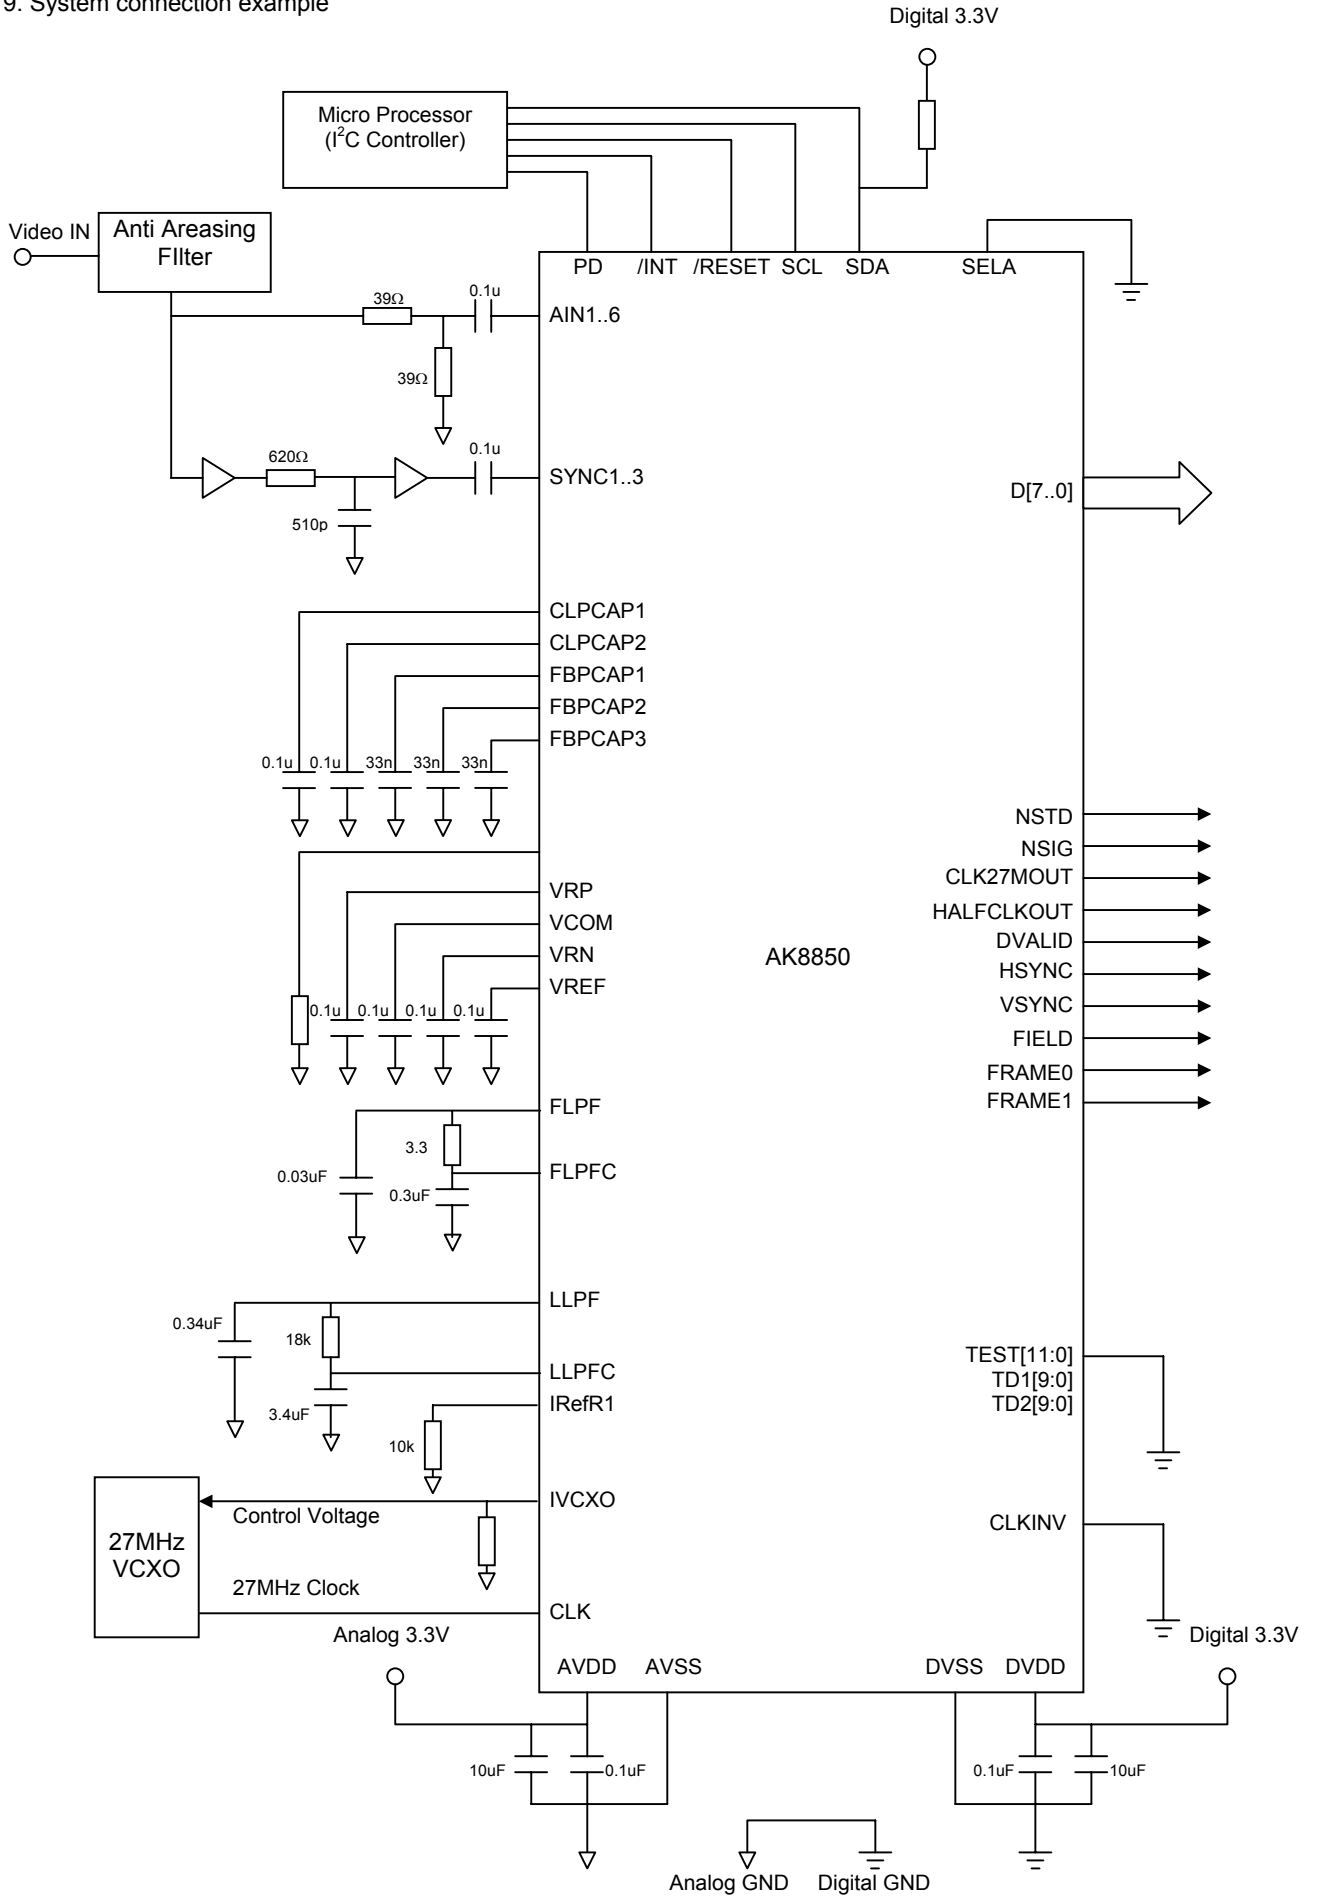 9. System connection example
Digital 3.3V
Micro Processor
(I2C Controller)
Video IN
Anti Areasing
FIlter
PD /INT /RESET SCL SDA SELA
39Ω
0.1u
AIN1..6
39Ω
620Ω
0.1u
SYNC1..3
510p
D[7..0]
CLPCAP1
CLPCAP2
FBPCAP1
FBPCAP2
FBPCAP3
0.1u 0.1u 33n 33n 33n
NSTD
NSIG
CLK27MOUT
HALFCLKOUT
DVALID
HSYNC
VSYNC
FIELD
FRAME0
FRAME1
VRP
VCOM
VRN
VREF
0.1u 0.1u 0.1u 0.1u
AK8850
FLPF
3.3
FLPFC
0.03uF
0.3uF
LLPF
0.34uF
18k
LLPFC
3.4uF
IRefR1
10k
TEST[11:0]
TD1[9:0]
TD2[9:0]
IVCXO
Control Voltage
27MHz
VCXO
27MHz Clock
CLK
CLKINV
Analog 3.3V
Digital 3.3V
AVDD AVSS DVSS DVDD
10uF 0.1uF 0.1uF 10uF
Analog GND Digital GND